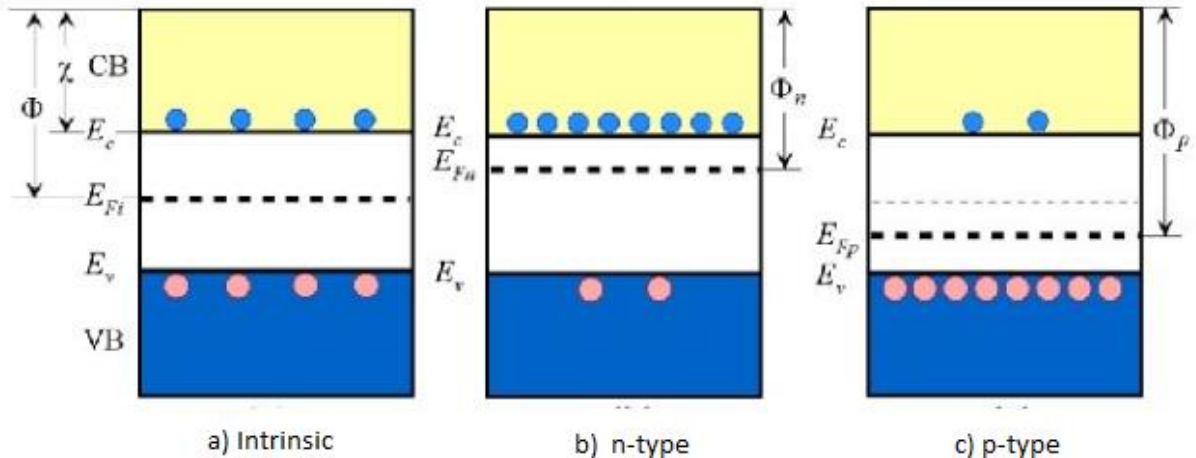 Φ
χ
CB
E_c
E_Fi
E_v
VB
E_c
E_Fn
E_v
Φ_n
E_c
E_Fp
E_v
Φ_p
a) Intrinsic
b) n-type
c) p-type